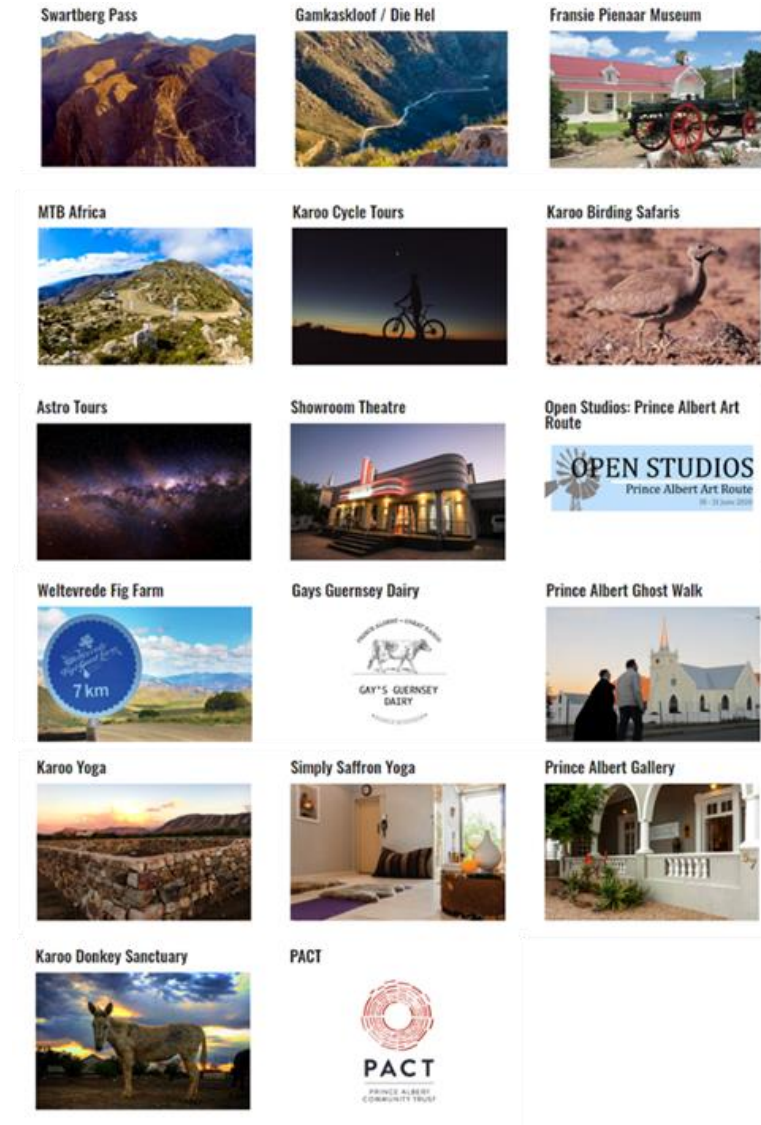 Swartberg Pass
Gamkaskloof / Die Hel
Fransie Pienaar Museum
MTB Africa
Karoo Cycle Tours
Karoo Birding Safaris
Astro Tours
Showroom Theatre
Open Studios: Prince Albert Art
Route
OPEN STUDIOS
Prince Albert Art Route
Weltevrede Fig Farm
7 km
Gays Guernsey Dairy
GAY'S GUERNSEY
DAIRY
Prince Albert Ghost Walk
Karoo Yoga
Simply Saffron Yoga
Prince Albert Gallery
57
Karoo Donkey Sanctuary
PACT
PACT
PRINCE ALBERT
COMMUNITY TRUST